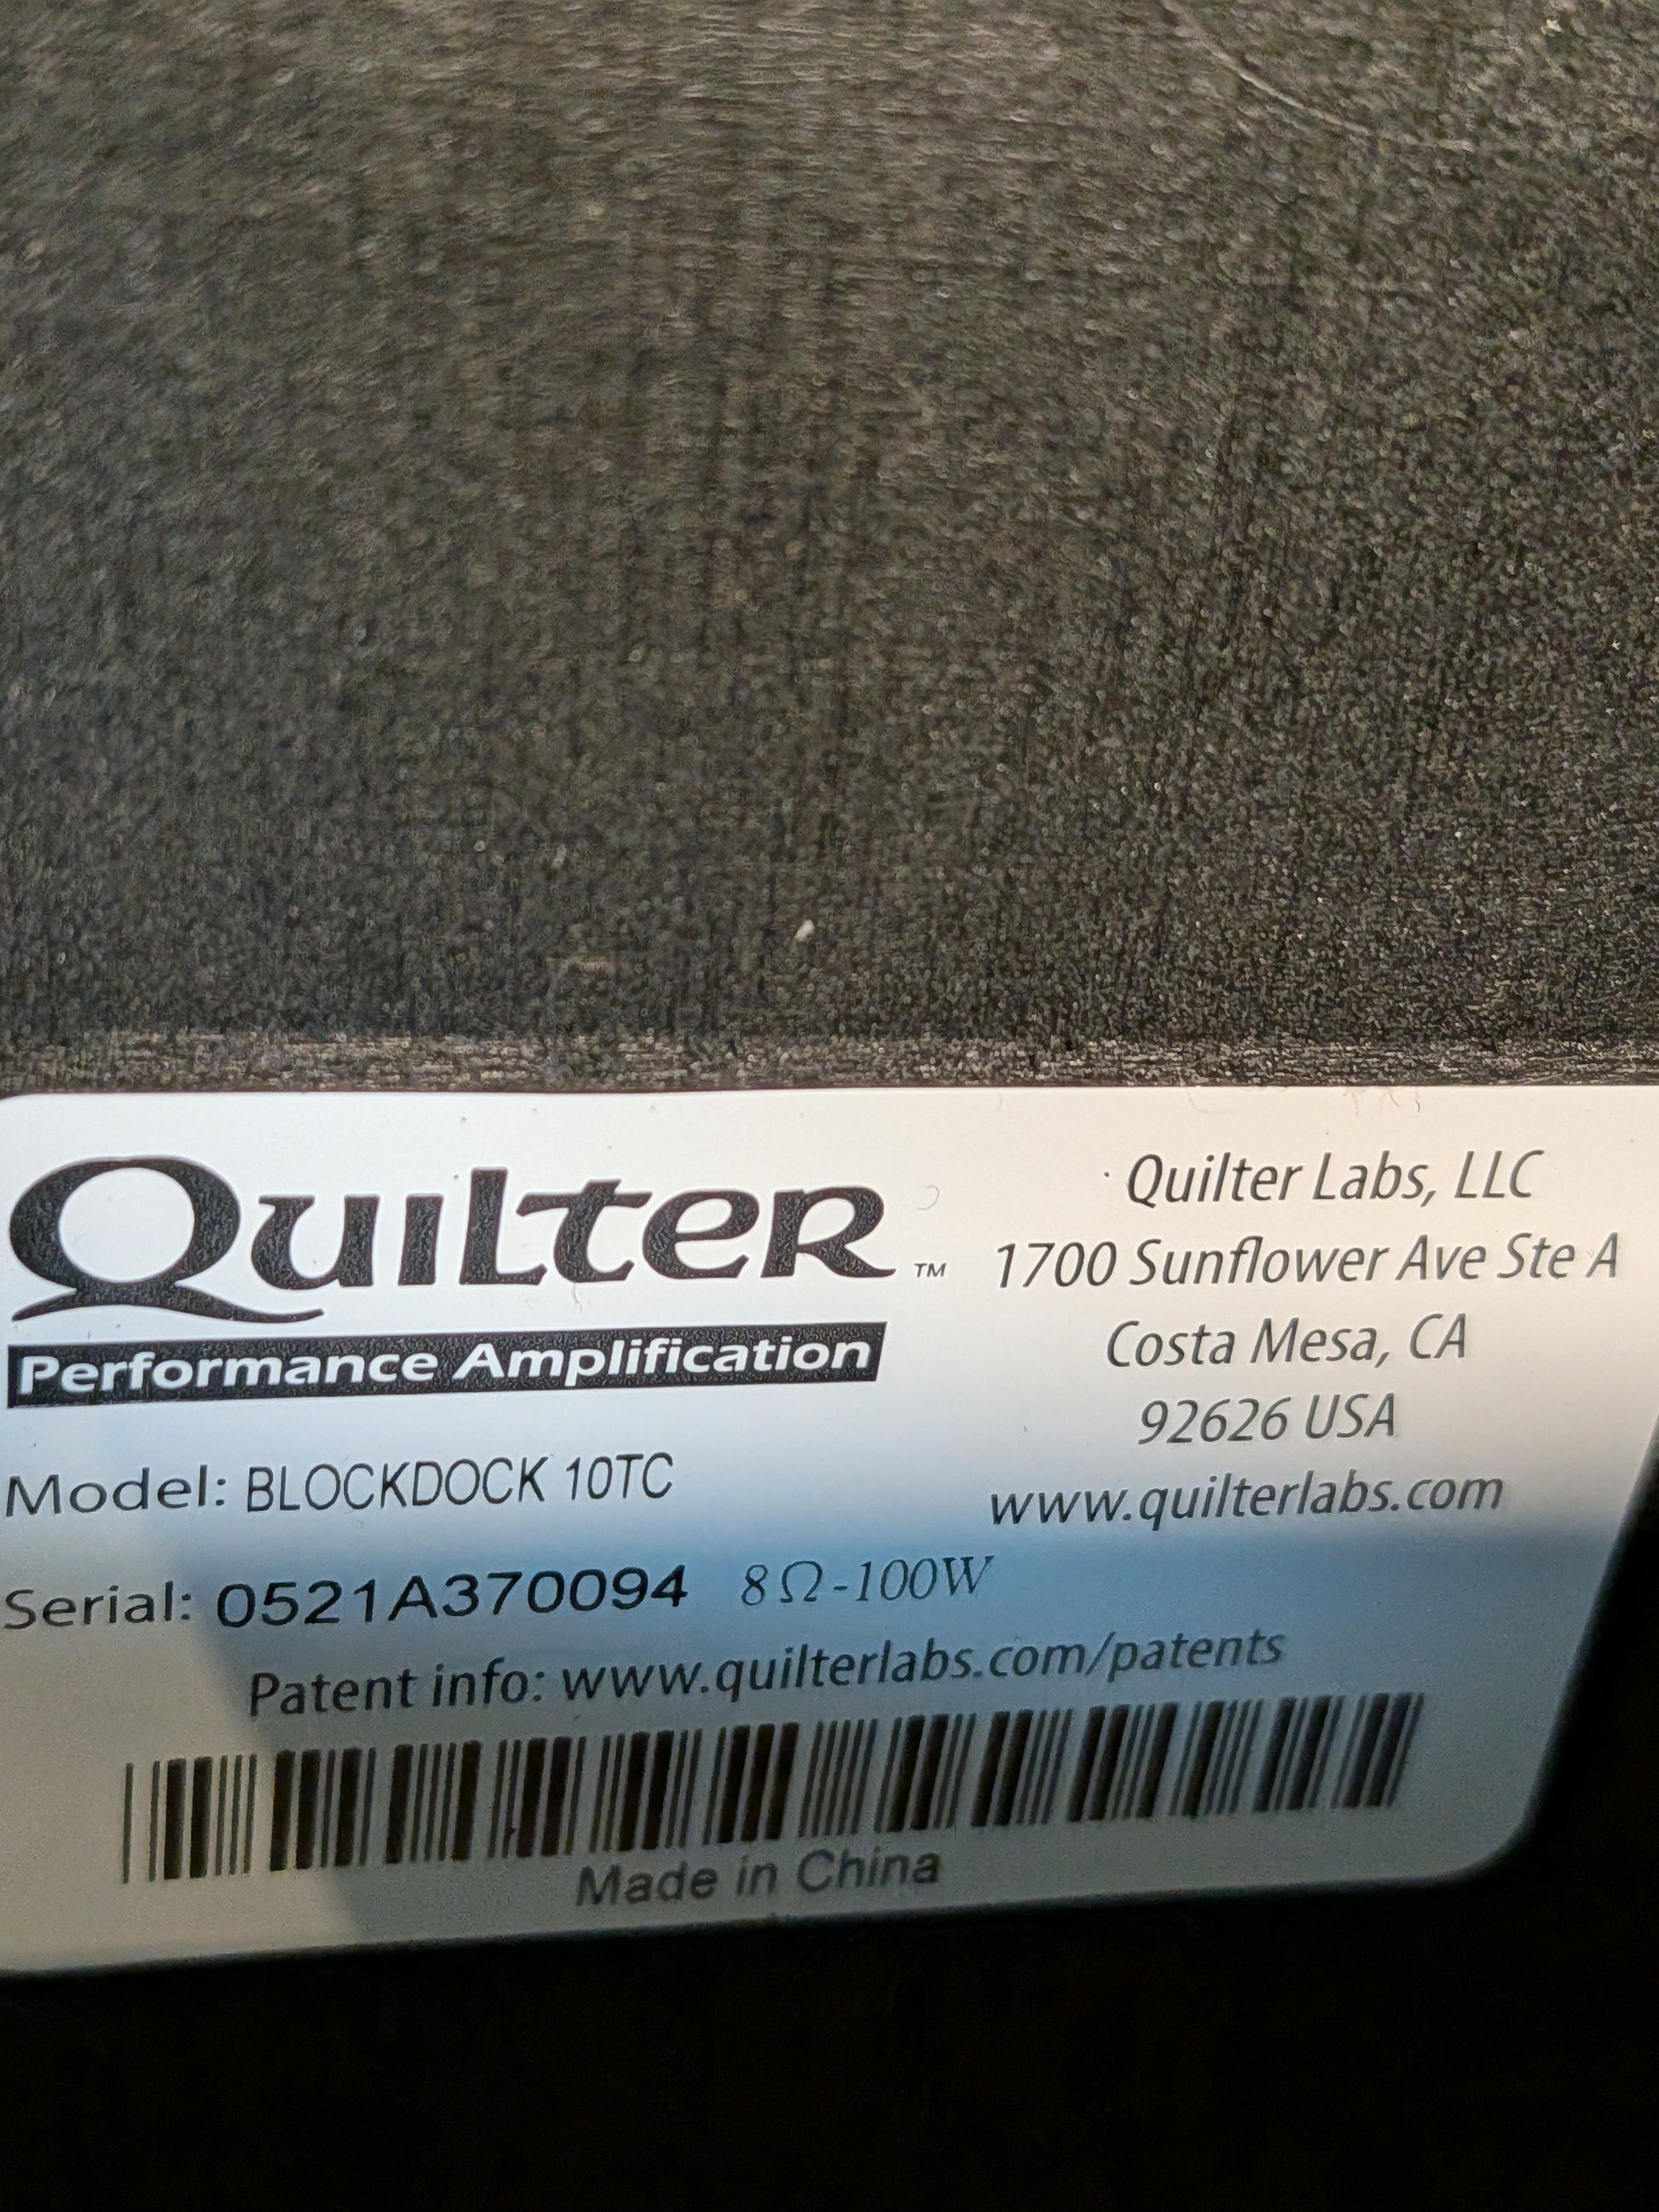 Quilter™
Performance Amplification
Quilter Labs, LLC
1700 Sunflower Ave Ste A
Costa Mesa, CA
92626 USA
www.quilterlabs.com
Model: BLOCKDOCK 10TC
Serial: 0521A370094 8Ω-100W
Patent info: www.quilterlabs.com/patents
Made in China